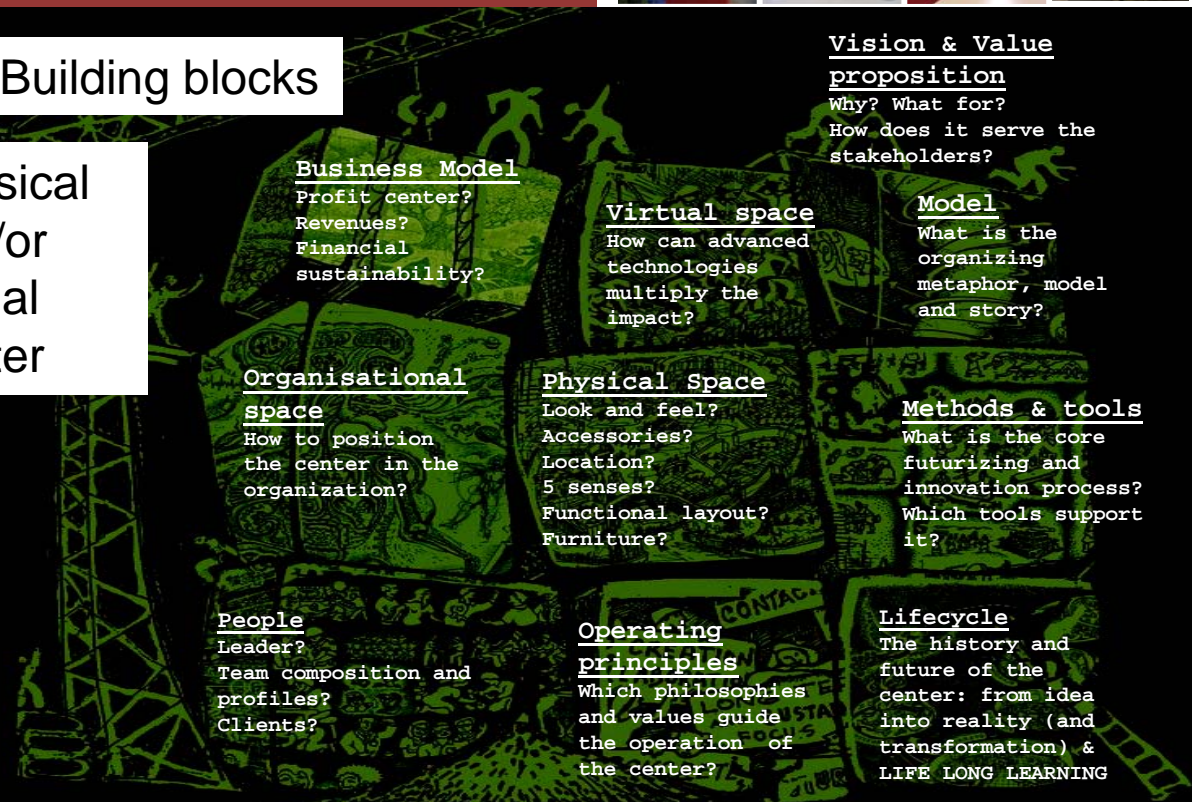 Building blocks
sical
/or
al
ter
Vision & Value
proposition
Why? What for?
How does it serve the
stakeholders?
Business Model
Profit center?
Revenues?
Financial
sustainability?
Virtual space
How can advanced
technologies
multiply the
impact?
Model
What is the
organizing
metaphor, model
and story?
Organisational
space
How to position
the center in the
organization?
Physical Space
Look and feel?
Accessories?
Location?
5 senses?
Functional layout?
Furniture?
Methods & tools
What is the core
futurizing and
innovation process?
Which tools support
it?
People
Leader?
Team composition and
profiles?
Clients?
Operating
principles
Which philosophies
and values guide
the operation of
the center?
Lifecycle
The history and
future of the
center: from idea
into reality (and
transformation) &
LIFE LONG LEARNING